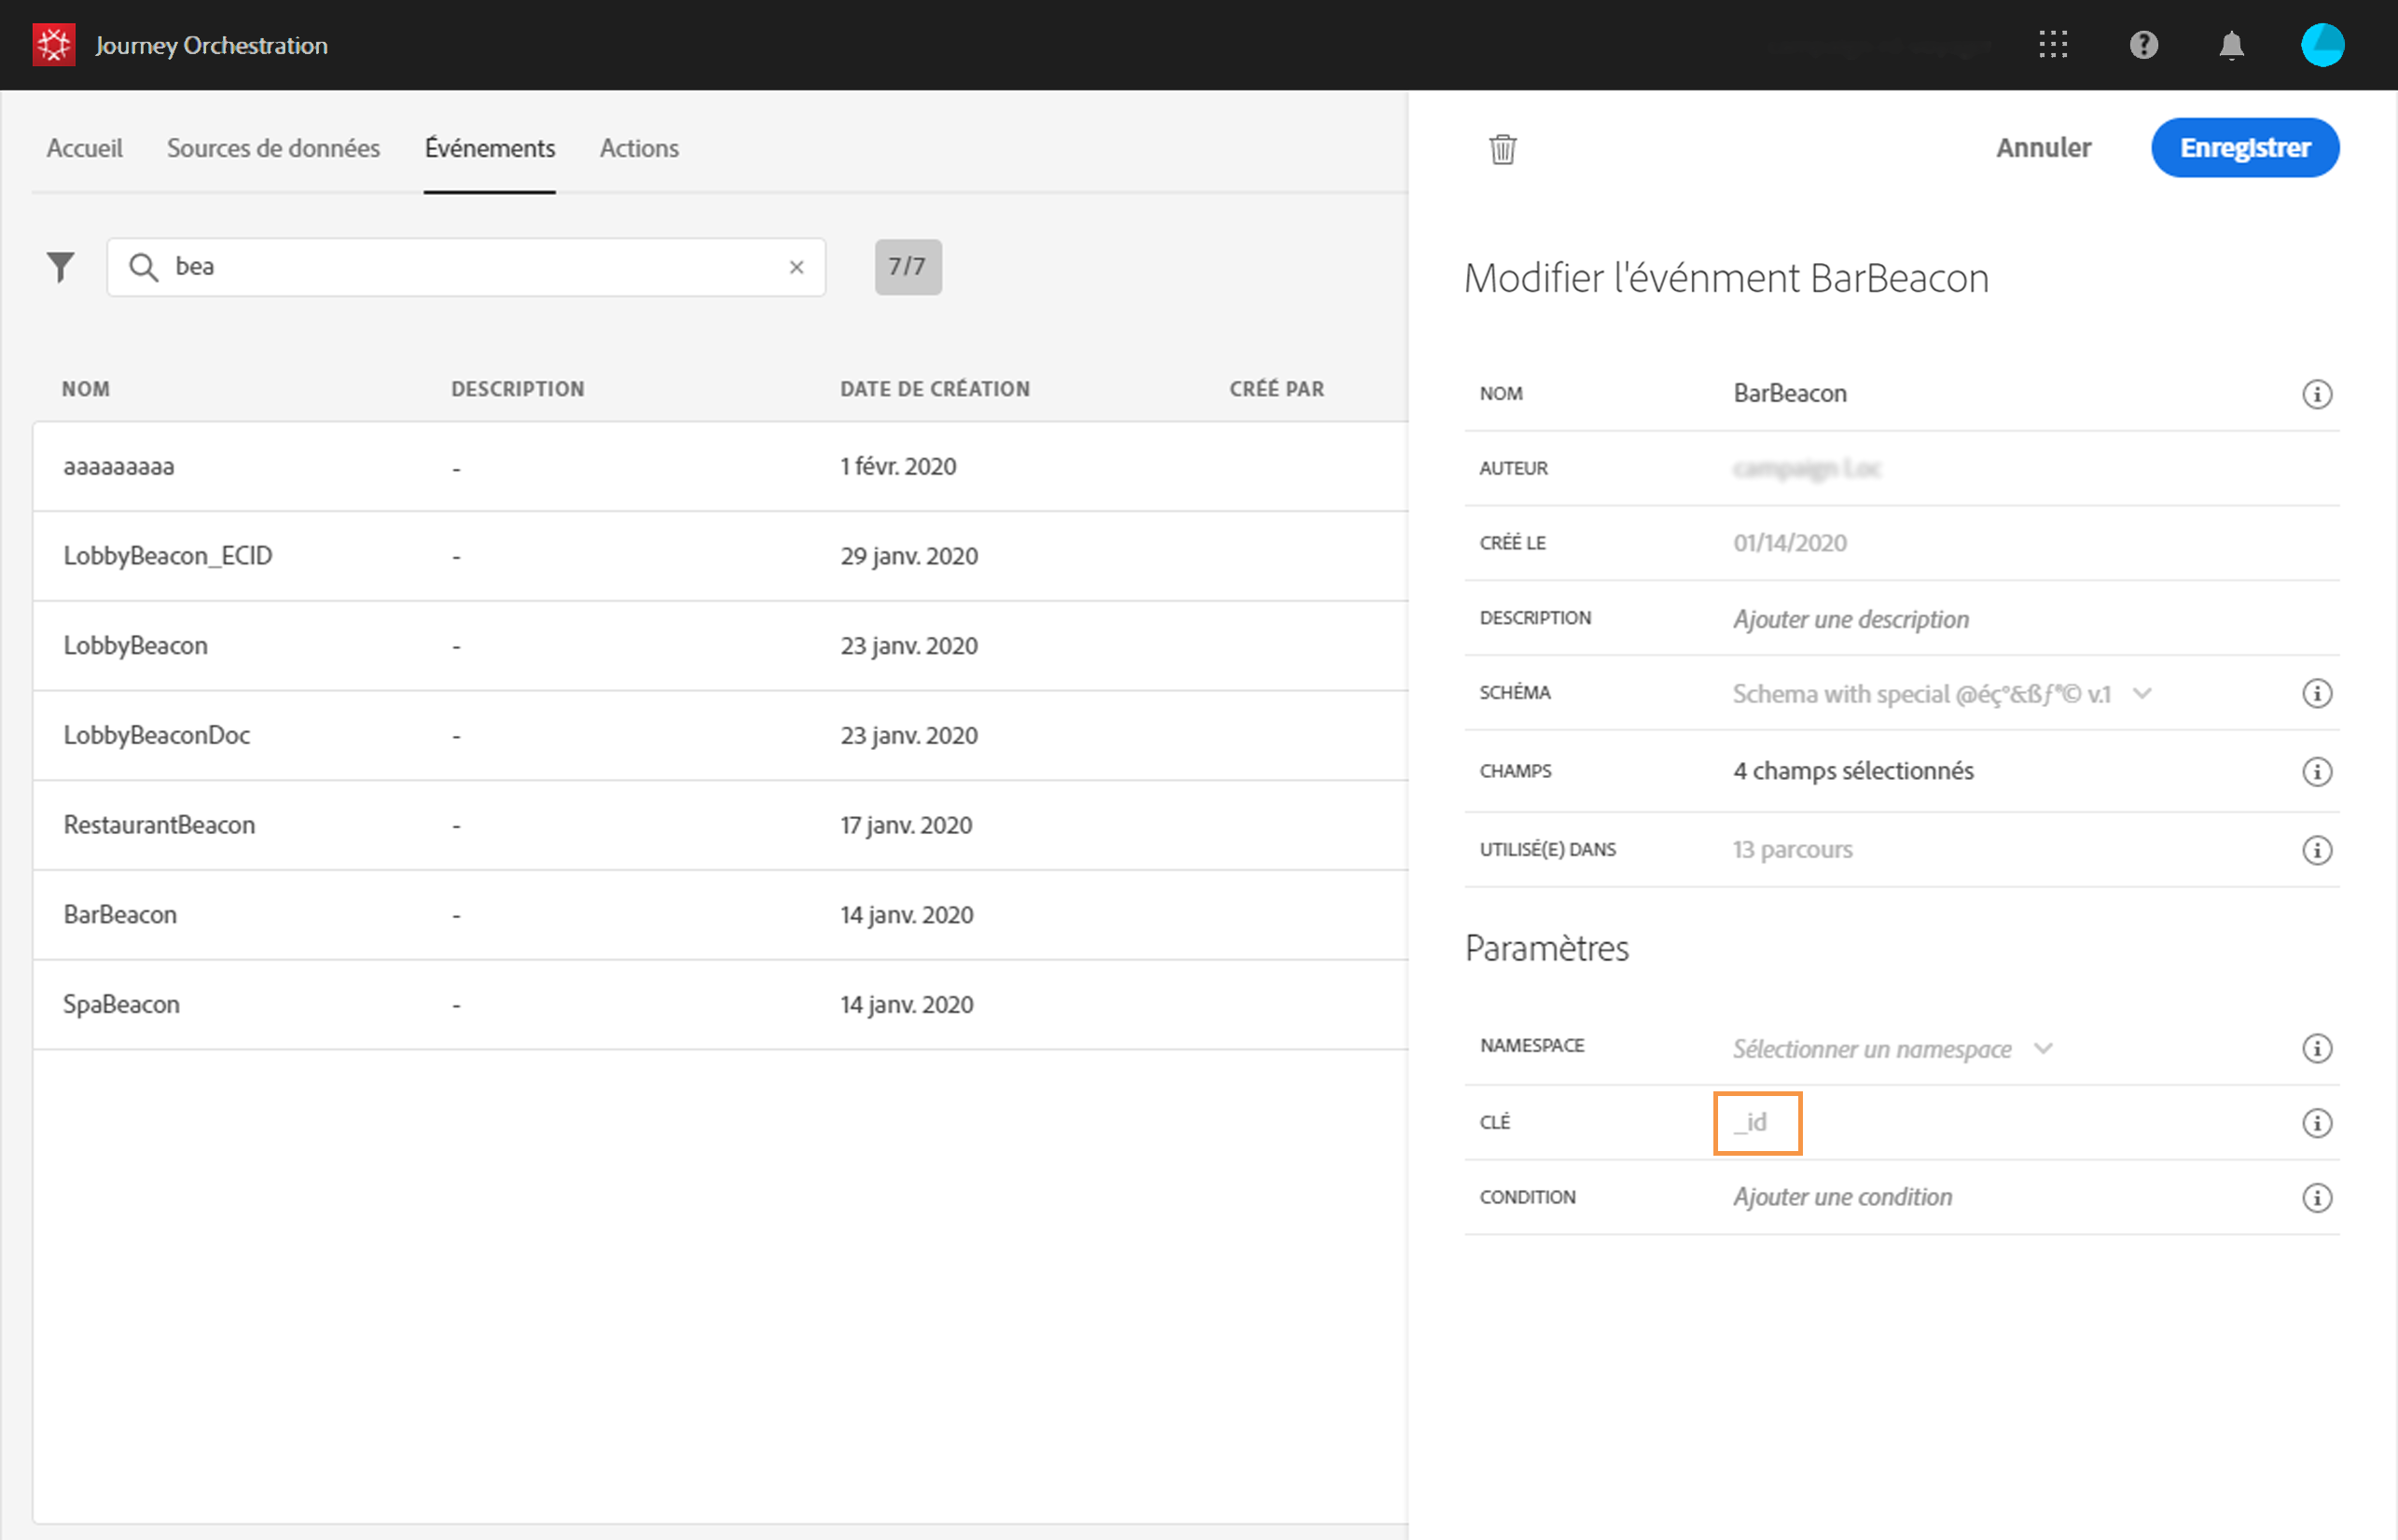 Journey Orchestration
Accueil Sources de données Événements Actions
bea
7/7
NOM DESCRIPTION DATE DE CRÉATION CRÉÉ PAR
aaaaaaaaa - 1 févr. 2020
LobbyBeacon_ECID - 29 janv. 2020
LobbyBeacon - 23 janv. 2020
LobbyBeaconDoc - 23 janv. 2020
RestaurantBeacon - 17 janv. 2020
BarBeacon - 14 janv. 2020
SpaBeacon - 14 janv. 2020
Annuler Enregistrer
Modifier l'événment BarBeacon
NOM BarBeacon
AUTEUR campaign Loc
CRÉÉ LE 01/14/2020
DESCRIPTION Ajouter une description
SCHÉMA Schema with special @éç°&ßƒ*© v.1
CHAMPS 4 champs sélectionnés
UTILISÉ(E) DANS 13 parcours
Paramètres
NAMESPACE Sélectionner un namespace
CLÉ _id
CONDITION Ajouter une condition